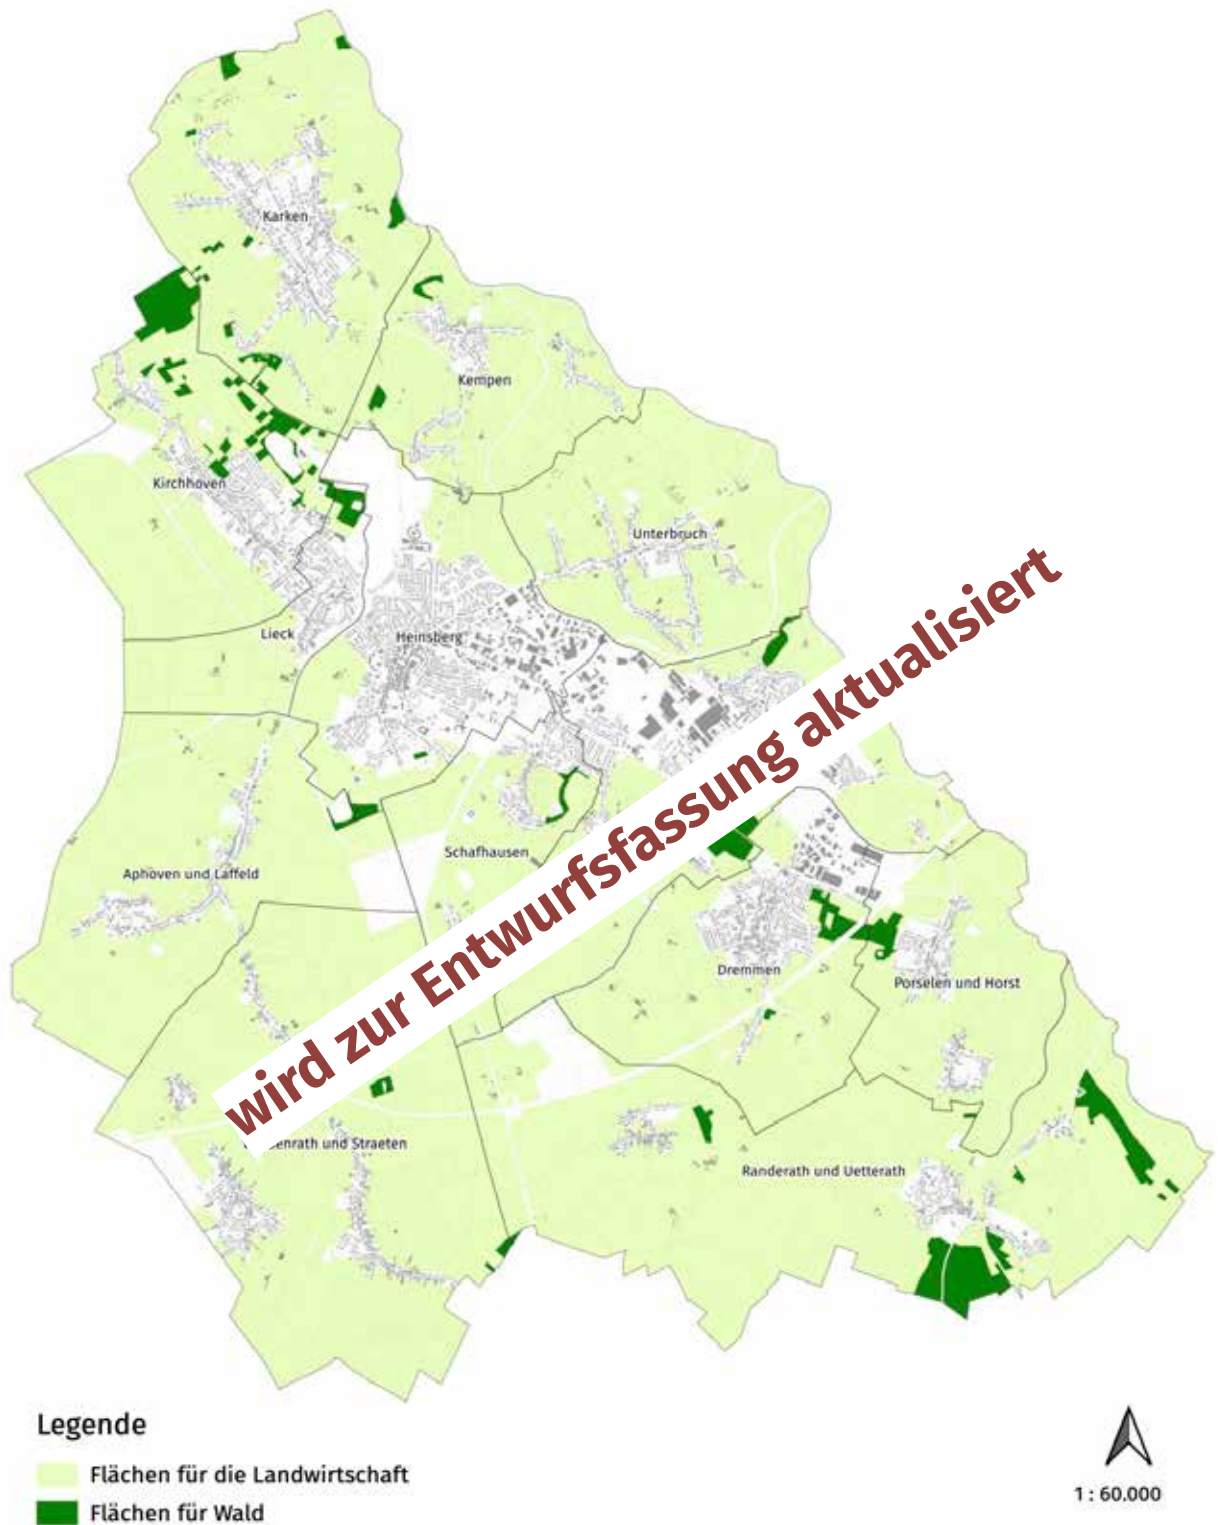 Karken
Kempen
Kirchhoven
Unterbruch
Lieck
Heinsberg
wird zur Entwurfsfassung aktualisiert
Schafhausen
Aphoven und Laffeld
Dremmen
Porselen und Horst
enrath und Straeten
Randerath und Uetterath
Legende
Flächen für die Landwirtschaft
Flächen für Wald
1 : 60.000